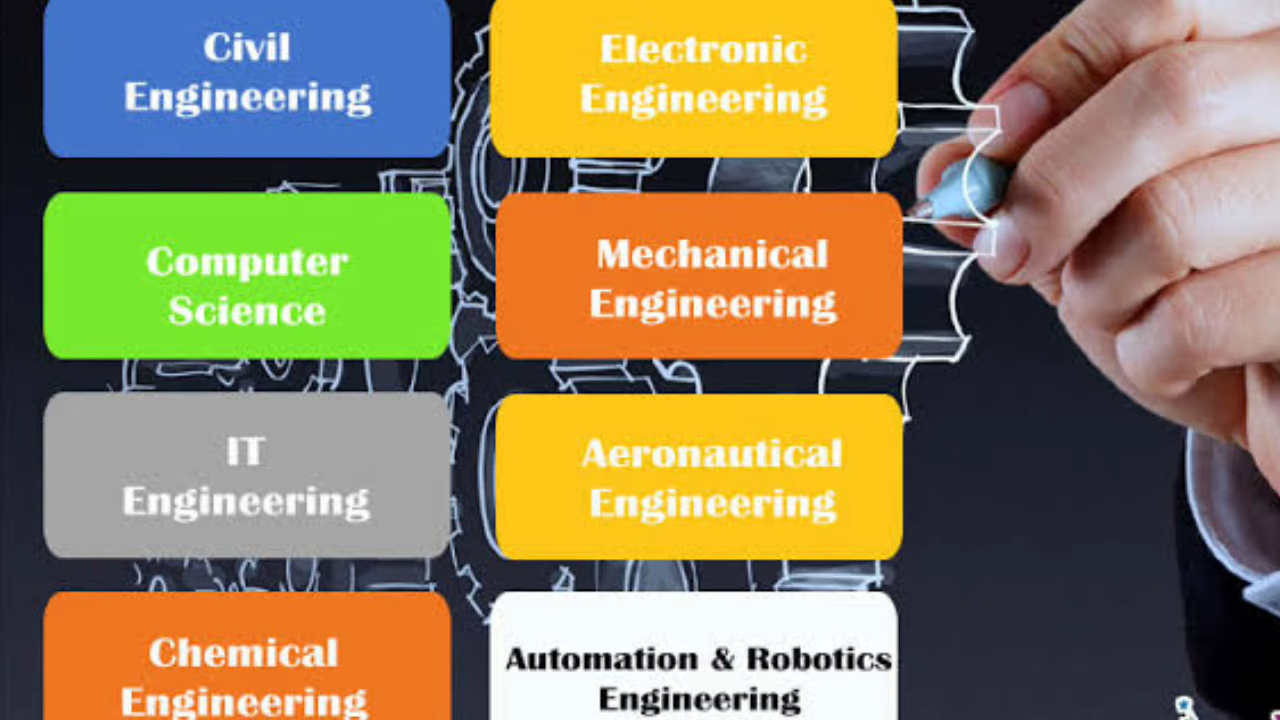 Civil
Engineering
Electronic
Engineering
Computer
Science
Mechanical
Engineering
IT
Engineering
Aeronautical
Engineering
Chemical
Engineering
Automation & Robotics
Engineering